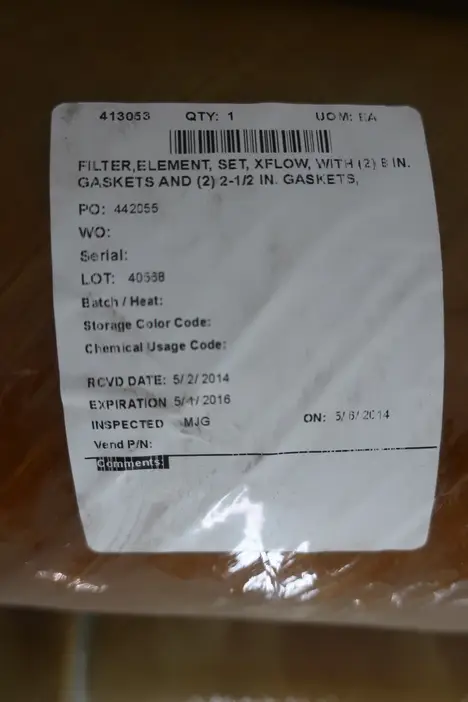 413053 QTY: 1 UOM: EA
FILTER,ELEMENT, SET, XFLOW, WITH (2) 8 IN.
GASKETS AND (2) 2-1/2 IN. GASKETS,
PO: 442055
WO:
Serial:
LOT: 40568
Batch / Heat:
Storage Color Code:
Chemical Usage Code:
RCVD DATE: 5/2/2014
EXPIRATION 5/1/2016
INSPECTED MJG ON: 5/6/2014
Vend P/N:
Comments: